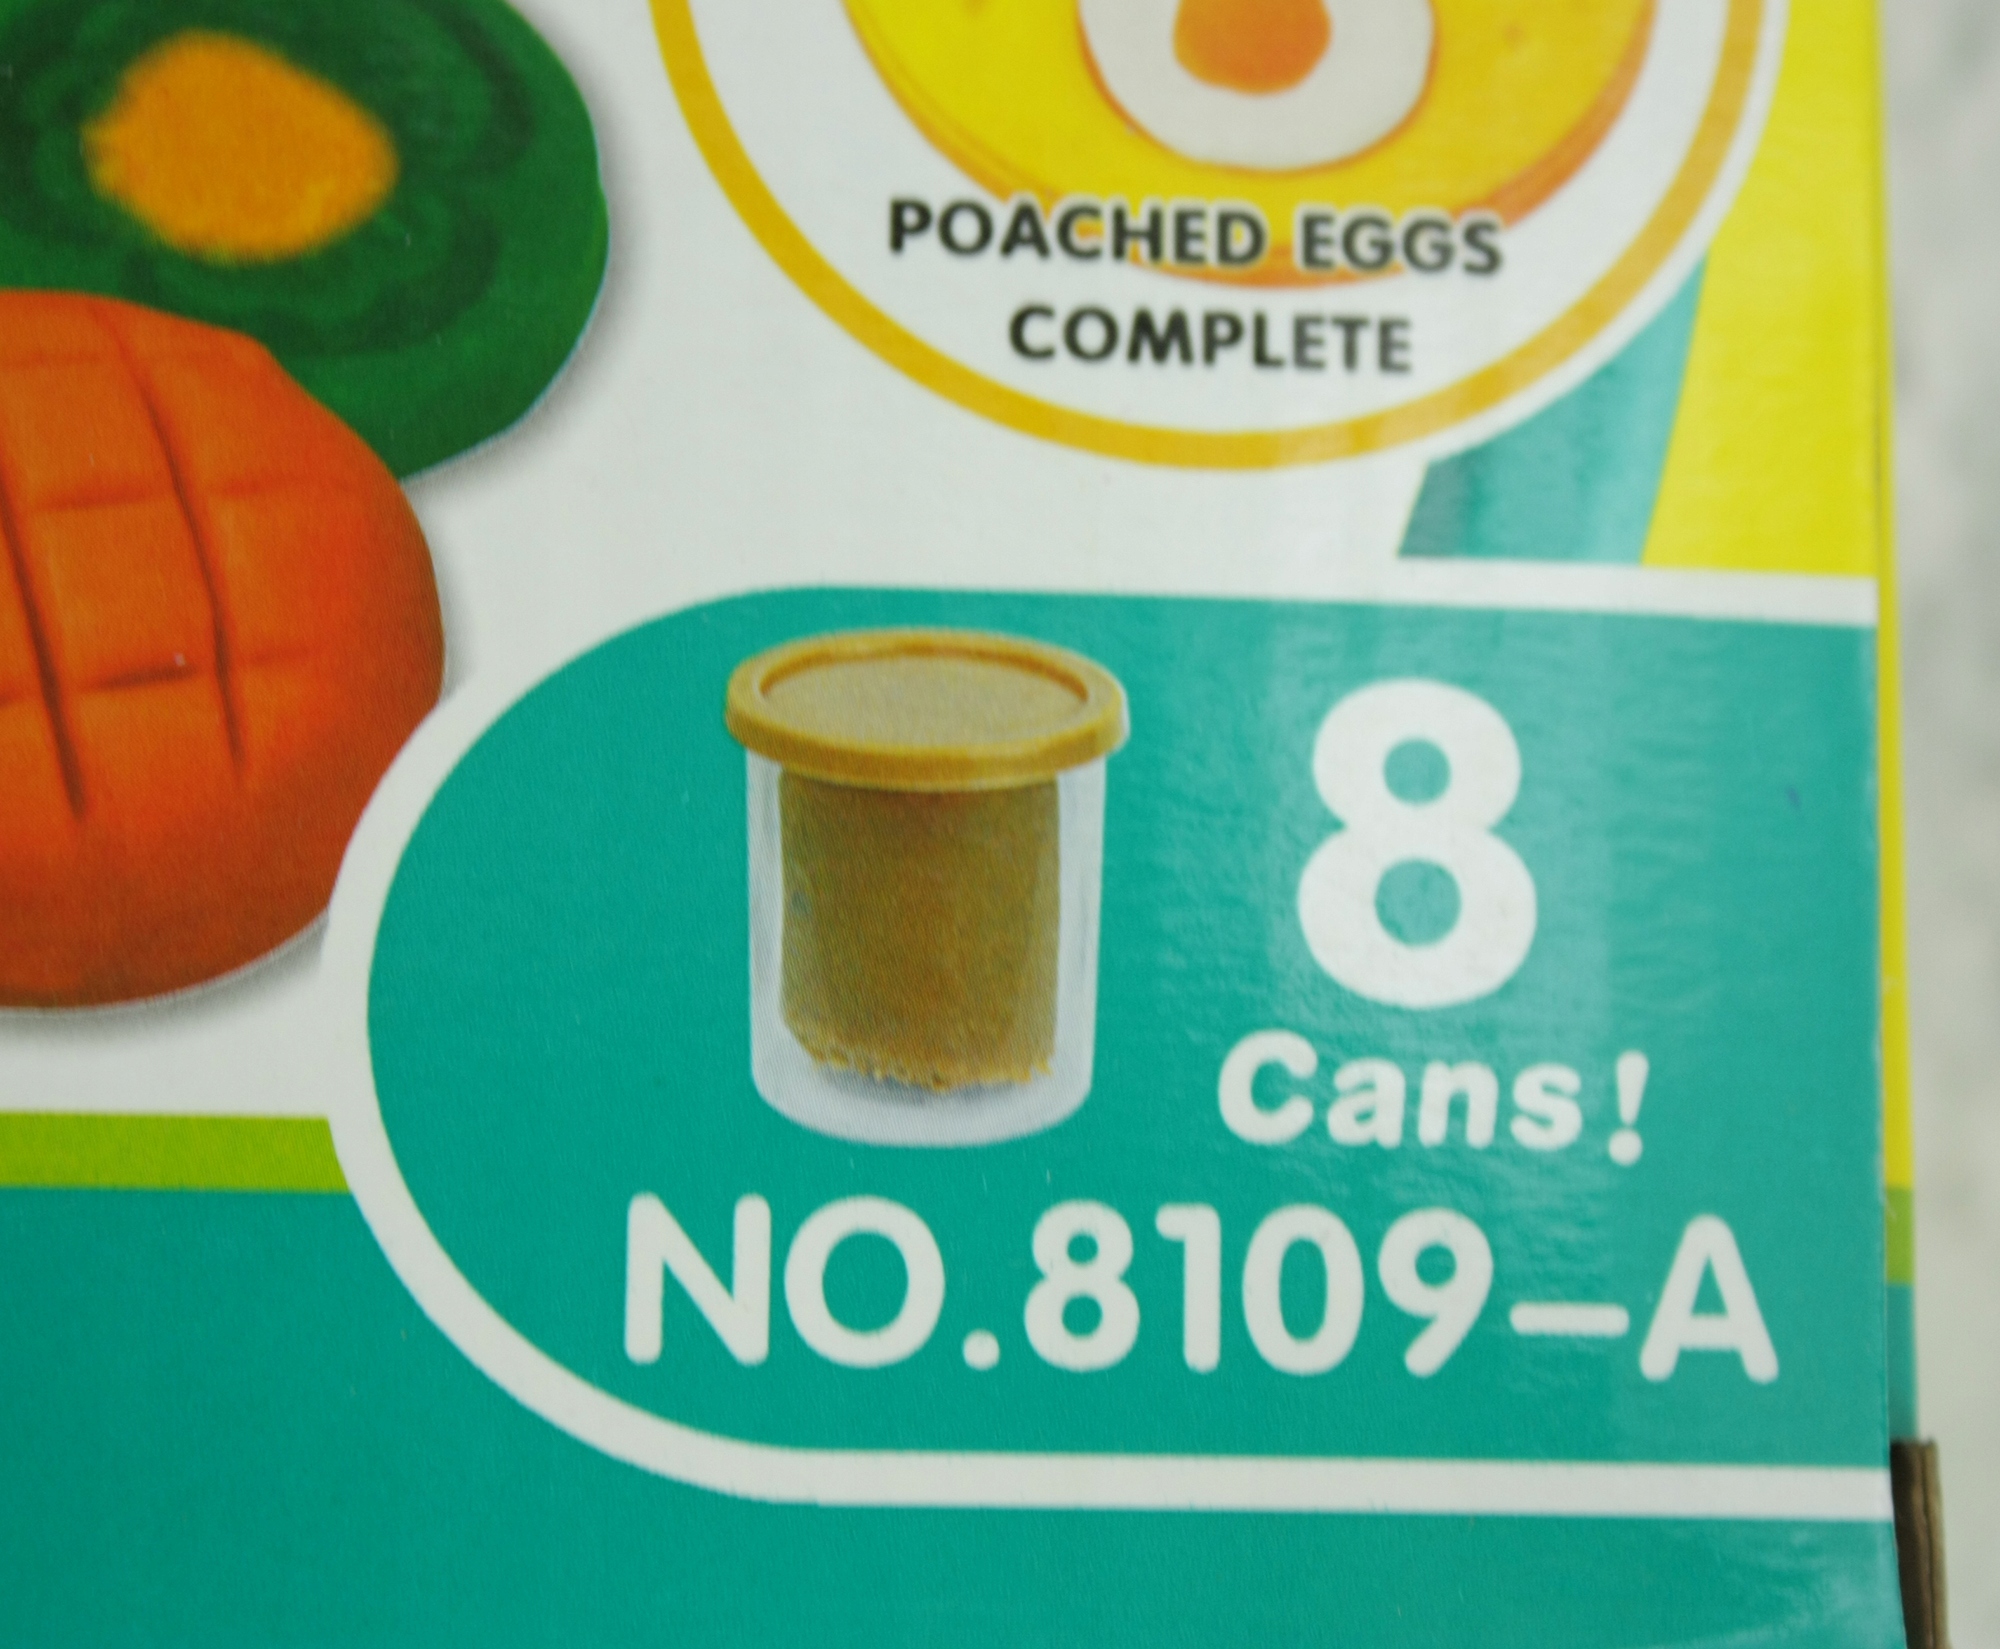 POACHED EGGS
COMPLETE
8
Cans!
NO.8109-A